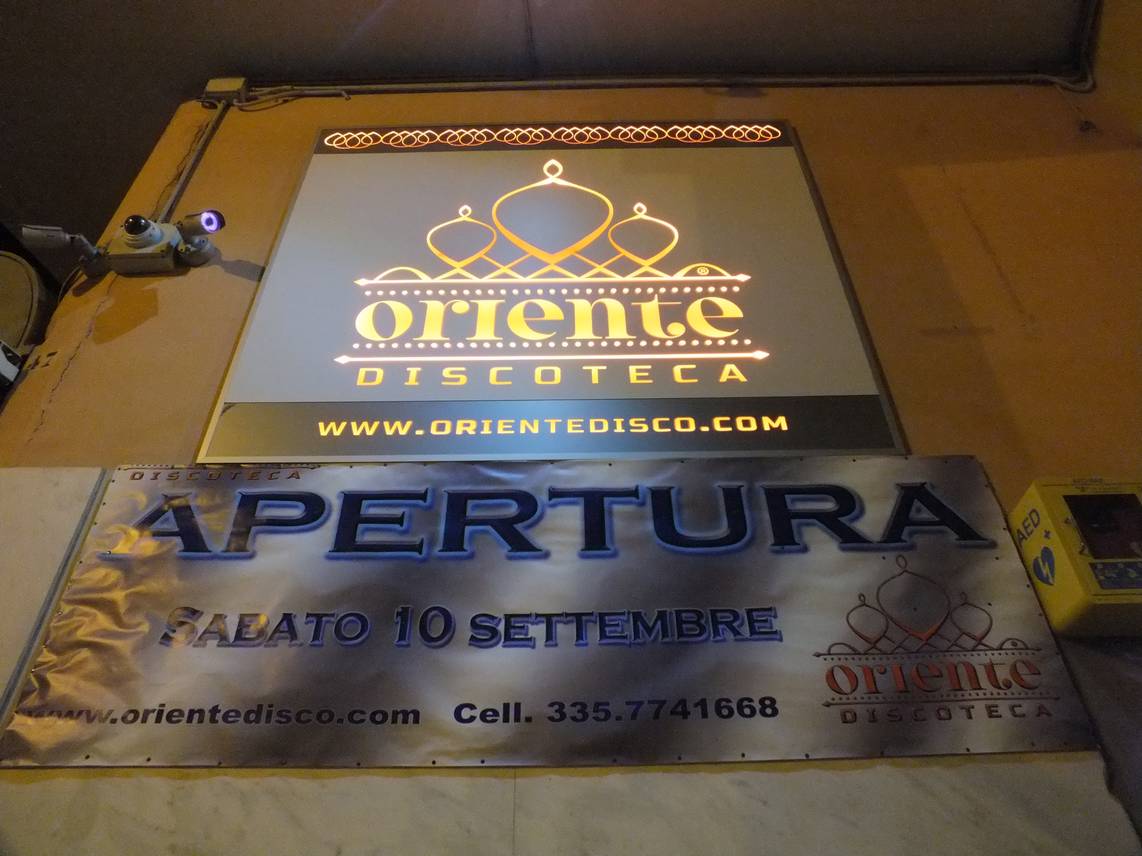 ®
oriente
DISCOTECA
WWW.ORIENTEDISCO.COM
DISCOTECA
APERTURA
SABATO 10 SETTEMBRE
www.orientedisco.com Cell. 335.7741668
oriente
DISCOTECA
AED